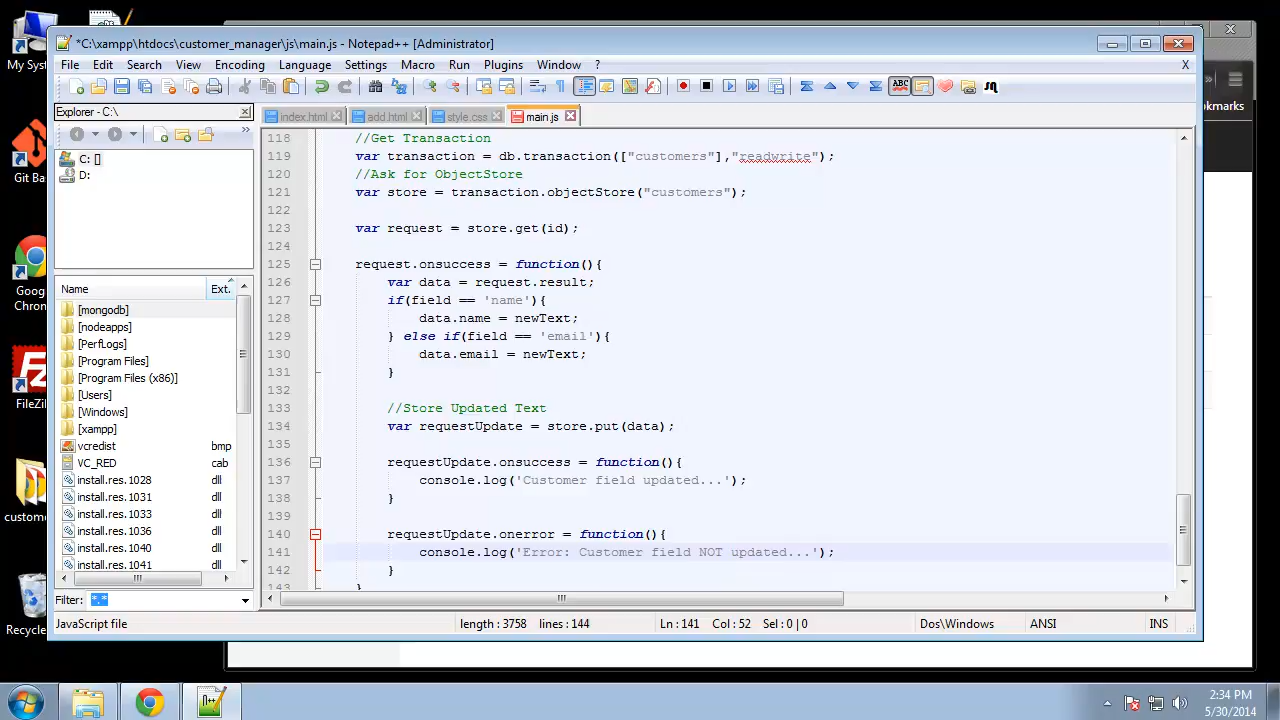 My Sys
*C:\xampp\htdocs\customer_manager\js\main.js - Notepad++ [Administrator]
File Edit Search View Encoding Language Settings Macro Run Plugins Window ? X
ABC
Explorer - C:\
index.html add.html style.css main.js
okmarks
C: []
D:
Git Bas
Goog
Chron
FileZil
custome
Recycle
Name Ext.
[mongodb]
[nodeapps]
[PerfLogs]
[Program Files]
[Program Files (x86)]
[Users]
[Windows]
[xampp]
vcredist bmp
VC_RED cab
install.res.1028 dll
install.res.1031 dll
install.res.1033 dll
install.res.1036 dll
install.res.1040 dll
install.res.1041 dll
Filter: *.*
118 //Get Transaction
119 var transaction = db.transaction(["customers"],"readwrite");
120 //Ask for ObjectStore
121 var store = transaction.objectStore("customers");
122
123 var request = store.get(id);
124
125 request.onsuccess = function(){
126 var data = request.result;
127 if(field == 'name'){
128 data.name = newText;
129 } else if(field == 'email'){
130 data.email = newText;
131 }
132
133 //Store Updated Text
134 var requestUpdate = store.put(data);
135
136 requestUpdate.onsuccess = function(){
137 console.log('Customer field updated...');
138 }
139
140 requestUpdate.onerror = function(){
141 console.log('Error: Customer field NOT updated...');
142 }
143 }
JavaScript file length : 3758 lines : 144 Ln : 141 Col : 52 Sel : 0 | 0 Dos\Windows ANSI INS
2:34 PM
5/30/2014